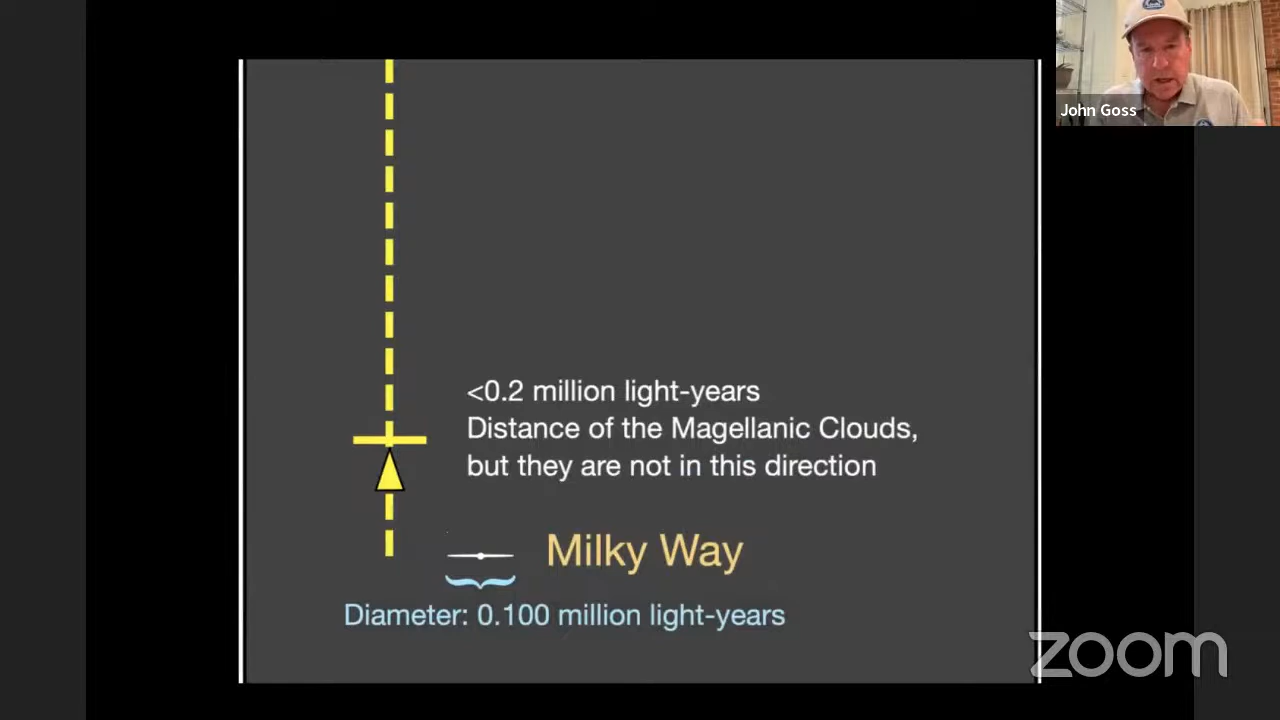 John Goss
<0.2 million light-years
Distance of the Magellanic Clouds,
but they are not in this direction
Milky Way
Diameter: 0.100 million light-years
zoom